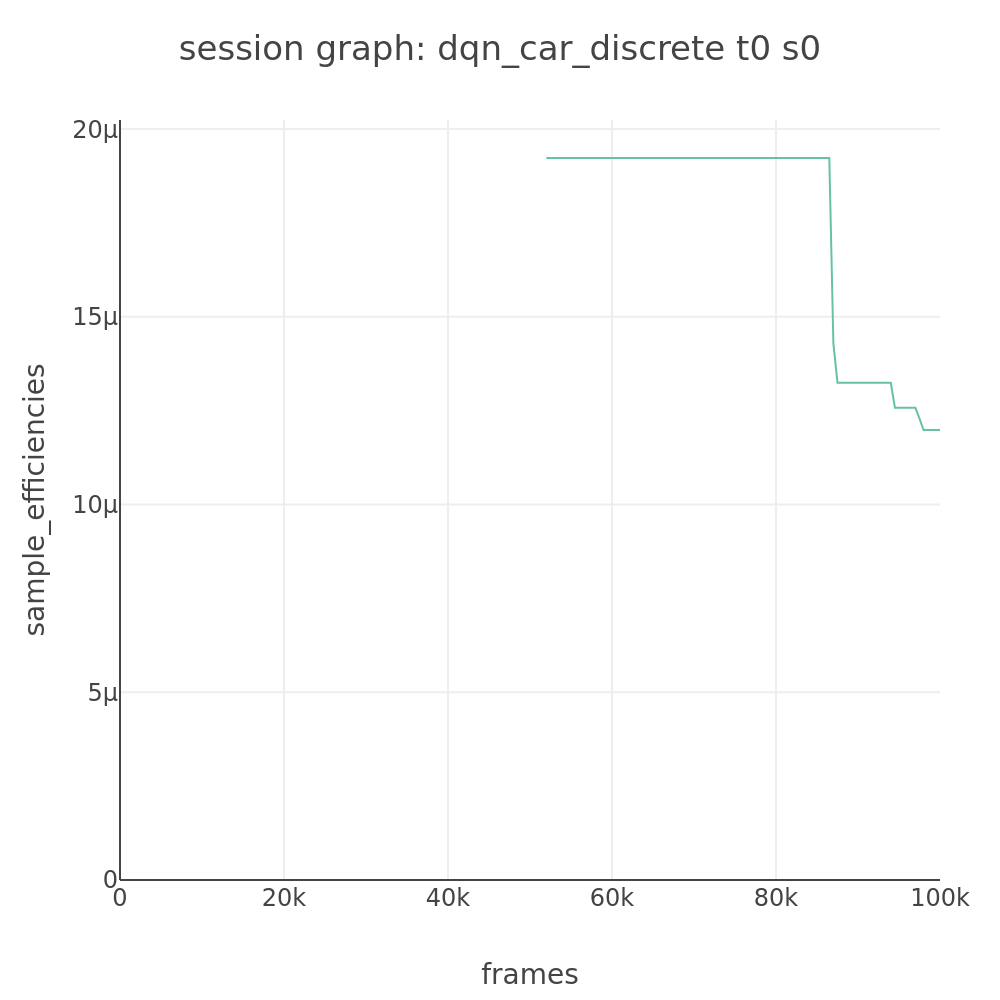 session graph: dqn_car_discrete t0 s0
20μ
15μ
10μ
5μ
0
sample_efficiencies
0 20k 40k 60k 80k 100k
frames